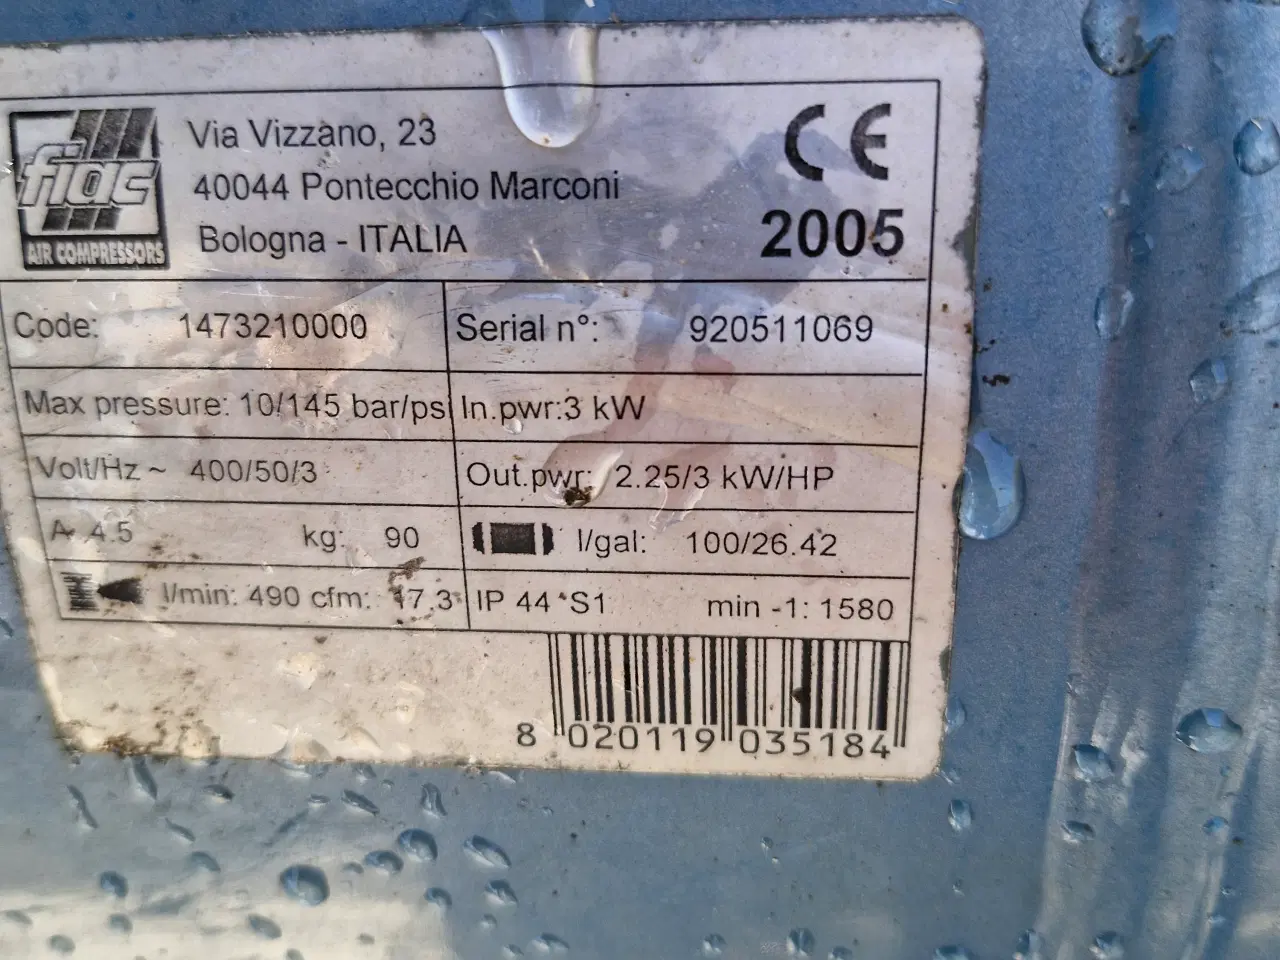 fiac
AIR COMPRESSORS
Via Vizzano, 23
40044 Pontecchio Marconi
Bologna - ITALIA
CE
2005
Code: 1473210000
Serial n°: 920511069
Max pressure: 10/145 bar/psi
In.pwr:3 kW
Volt/Hz ~ 400/50/3
Out.pwr: 2.25/3 kW/HP
A 4.5 kg: 90
l/gal: 100/26.42
l/min: 490 cfm: 17.3
IP 44 S1 min -1: 1580
8 020119 035184